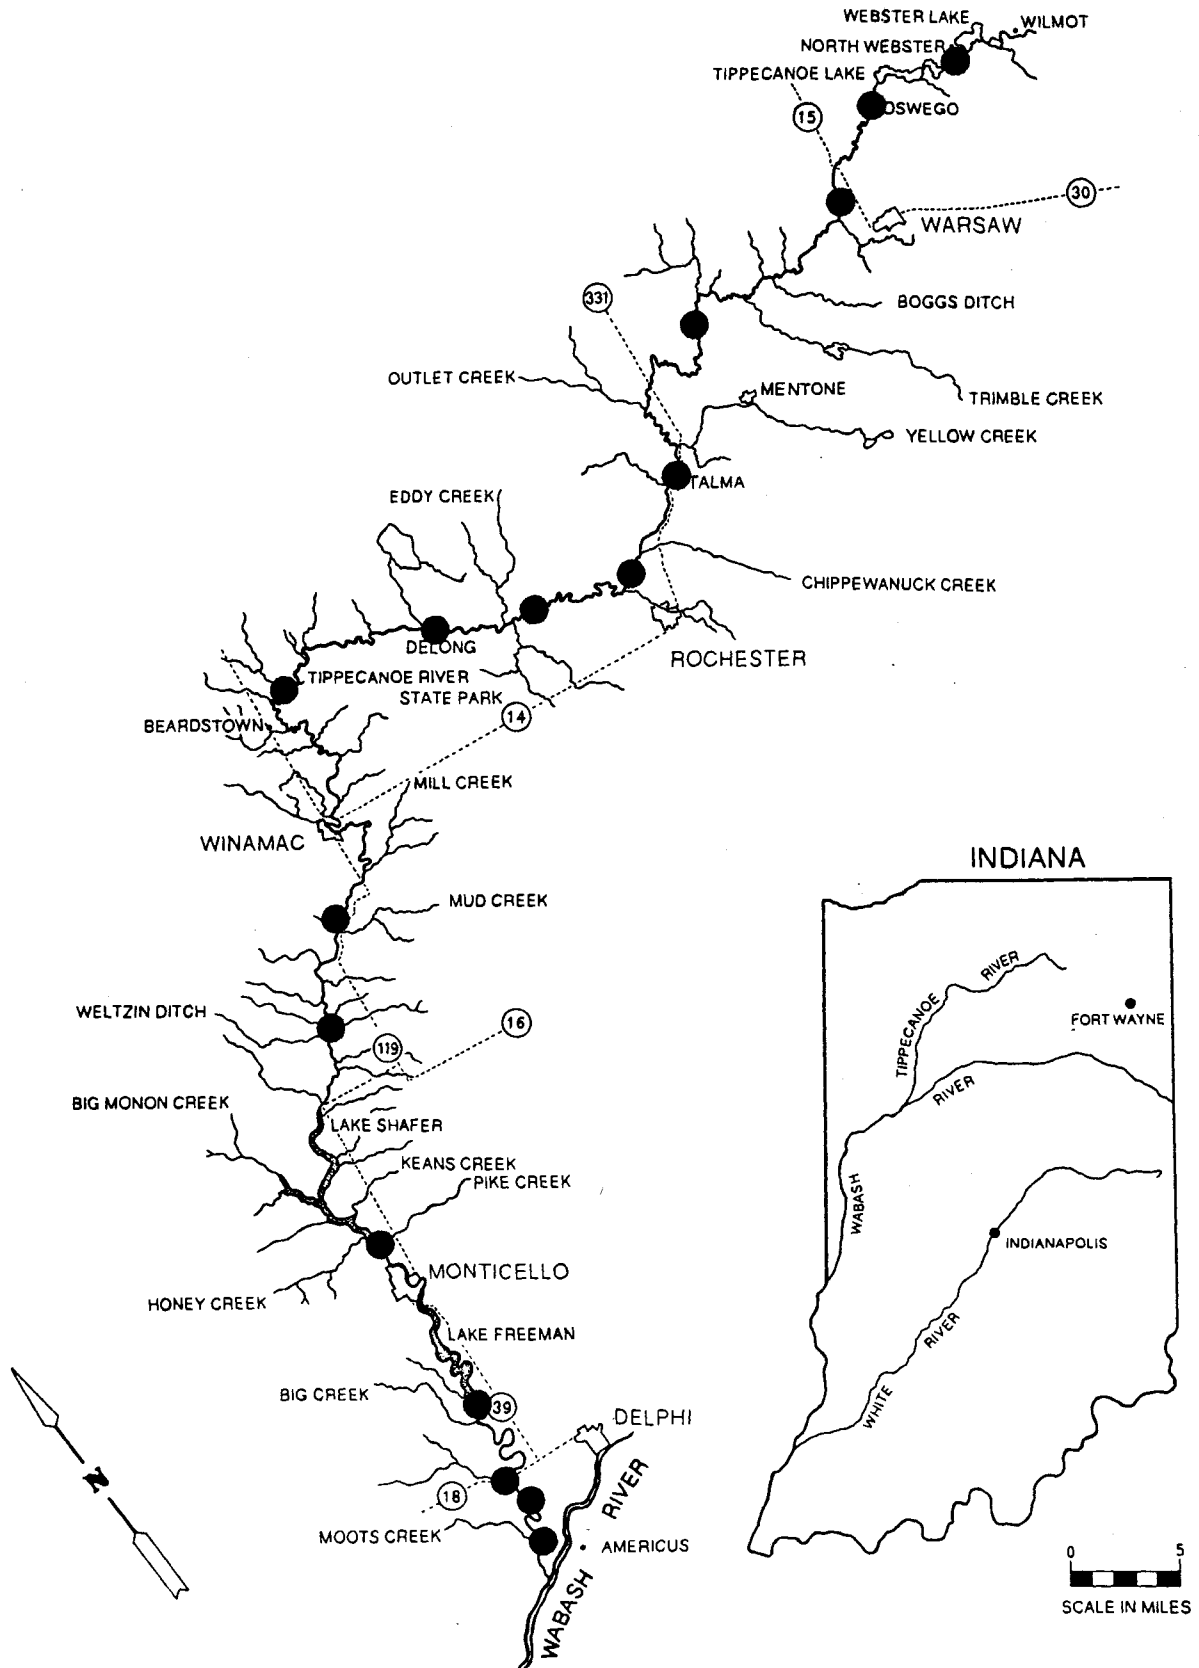 WEBSTER LAKE
WILMOT
NORTH WEBSTER
TIPPECANOE LAKE
OSWEGO
15
30
WARSAW
331
BOGGS DITCH
OUTLET CREEK
MENTONE
TRIMBLE CREEK
YELLOW CREEK
TALMA
EDDY CREEK
CHIPPEWANUCK CREEK
DELONG
ROCHESTER
TIPPECANOE RIVER
STATE PARK
14
BEARDSTOWN
MILL CREEK
WINAMAC
MUD CREEK
WELTZIN DITCH
16
119
BIG MONON CREEK
LAKE SHAFER
KEANS CREEK
PIKE CREEK
MONTICELLO
HONEY CREEK
LAKE FREEMAN
BIG CREEK
39
DELPHI
18
MOOTS CREEK
AMERICUS
WABASH RIVER
N
INDIANA
TIPPECANOE RIVER
FORT WAYNE
RIVER
WABASH
INDIANAPOLIS
WHITE RIVER
0 5
SCALE IN MILES